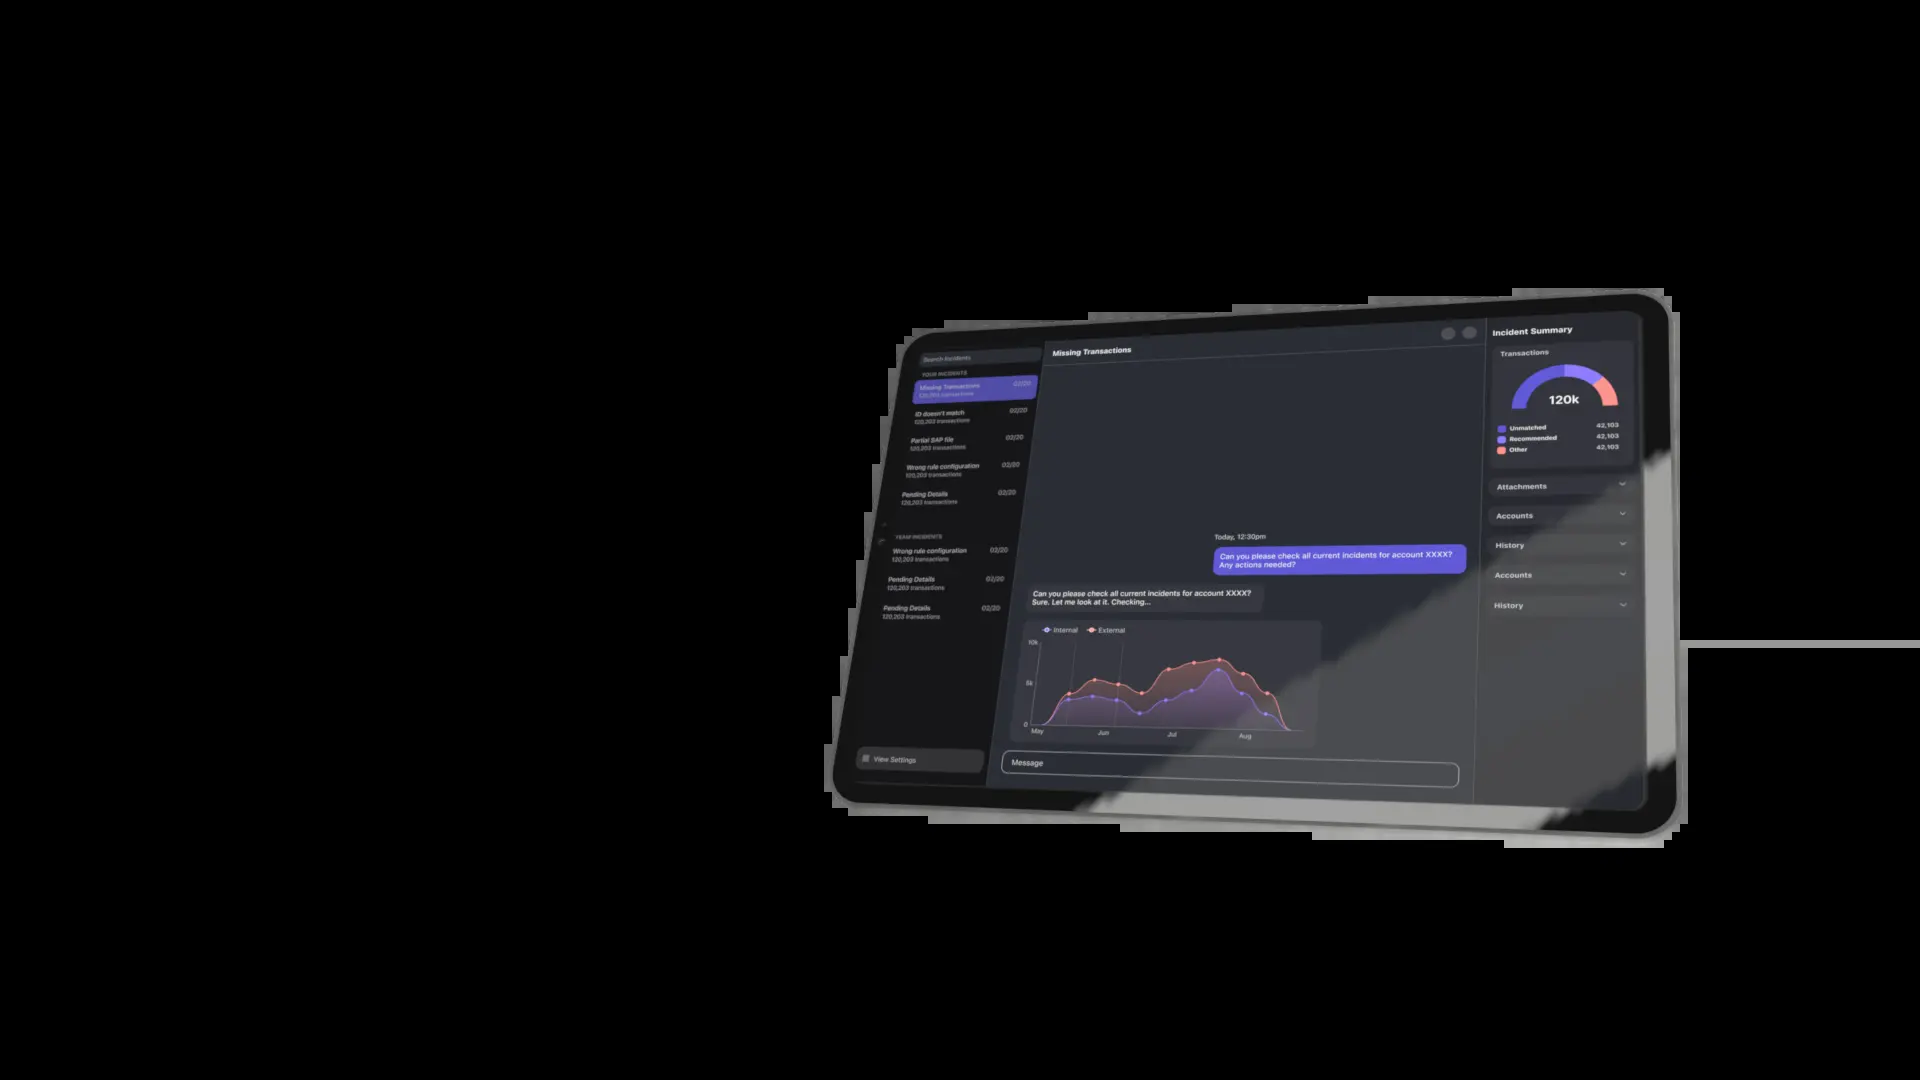 Search Incidents
YOUR INCIDENTS
Missing Transactions 02/20
120,203 transactions
ID doesn't match 02/20
120,203 transactions
Partial SAP file 02/20
120,203 transactions
Wrong rule configuration 02/20
120,203 transactions
Pending Details 02/20
120,203 transactions
TEAM INCIDENTS
Wrong rule configuration 02/20
120,203 transactions
Pending Details 02/20
120,203 transactions
Pending Details 02/20
120,203 transactions
View Settings
Missing Transactions
Today, 12:30pm
Can you please check all current incidents for account XXXX?
Any actions needed?
Can you please check all current incidents for account XXXX?
Sure. Let me look at it. Checking...
Internal External
10k
5k
0
May Jun Jul Aug
Message
Incident Summary
Transactions
120k
Unmatched 42,103
Recommended 42,103
Other 42,103
Attachments
Accounts
History
Accounts
History